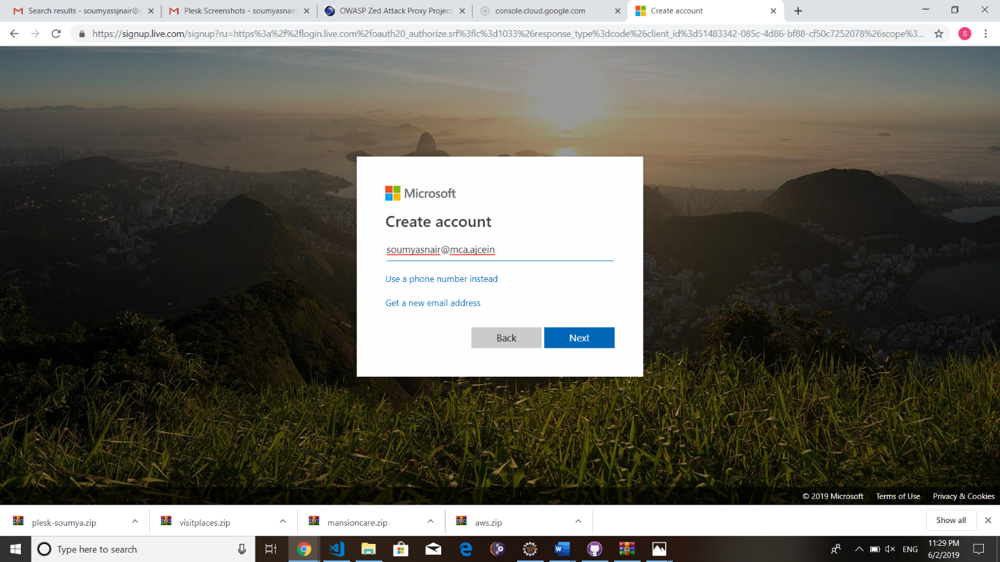 Search results - soumyassjnair@g
Plesk Screenshots - soumyasnair
OWASP Zed Attack Proxy Project
console.cloud.google.com
Create account
https://signup.live.com/signup?ru=https%3a%2f%2flogin.live.com%2foauth20_authorize.srf%3flc%3d1033%26response_type%3dcode%26client_id%3d51483342-085c-4d86-bf88-cf50c7252078%26scope%3...
S
Microsoft
Create account
soumyasnair@mca.ajcein
Use a phone number instead
Get a new email address
Back
Next
© 2019 Microsoft
Terms of Use
Privacy & Cookies
plesk-soumya.zip
visitplaces.zip
mansioncare.zip
aws.zip
Show all
Type here to search
ENG
11:29 PM
6/2/2019